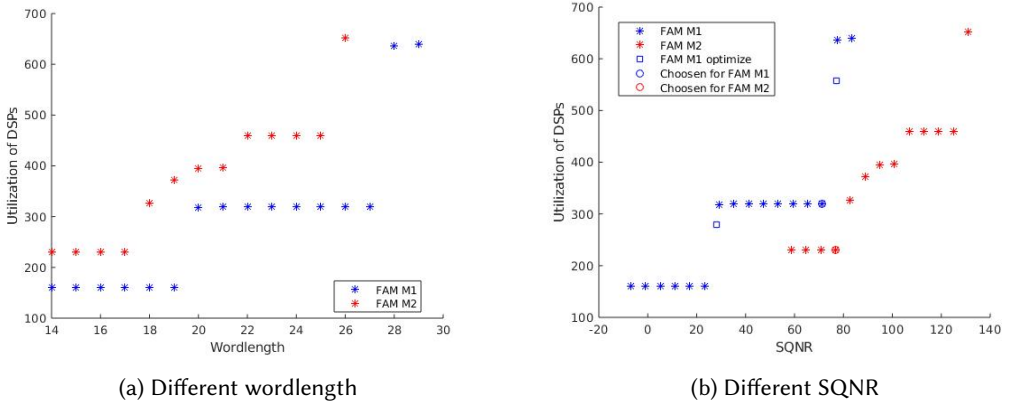 700
600
500
400
300
200
100
14
16
18
20
22
24
26
28
30
Utilization of DSPs
Wordlength
FAM M1
FAM M2
(a) Different wordlength
700
600
500
400
300
200
100
-20
0
20
40
60
80
100
120
140
Utilization of DSPs
SQNR
FAM M1
FAM M2
FAM M1 optimize
Choosen for FAM M1
Choosen for FAM M2
(b) Different SQNR